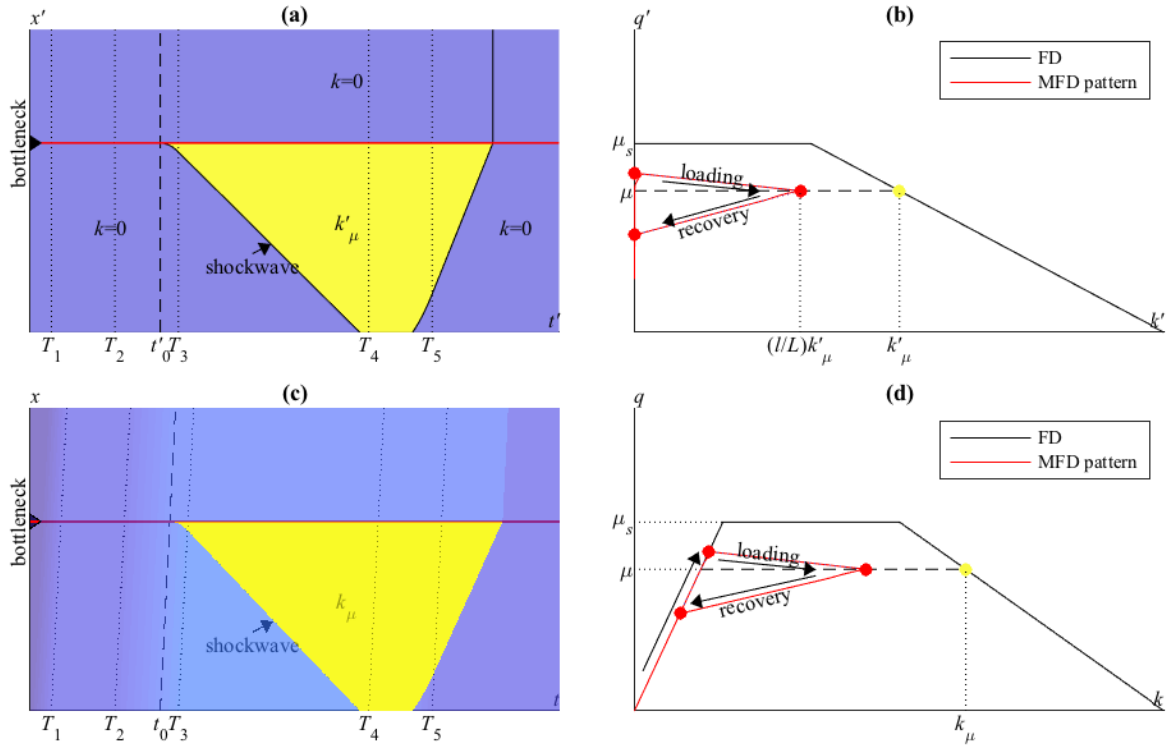 x′
(a)
bottleneck
k=0
k=0
k′μ
k=0
shockwave
t′
T1 T2 t′0 T3 T4 T5
q′
(b)
FD
MFD pattern
μs
μ
loading
recovery
k′
(l/L)k′μ k′μ
x
(c)
bottleneck
kμ
shockwave
t
T1 T2 t0 T3 T4 T5
q
(d)
FD
MFD pattern
μs
μ
loading
recovery
k
kμ